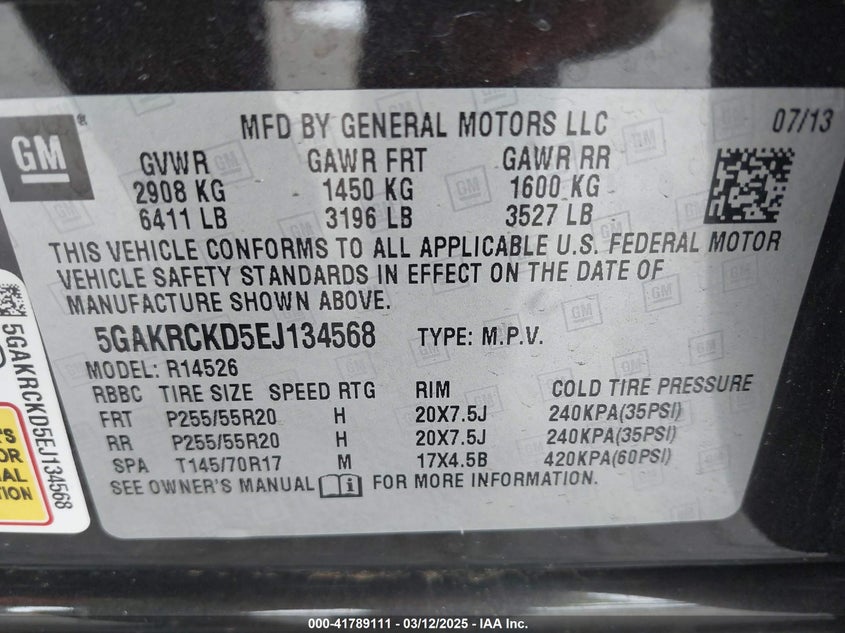 GM ®
MFD BY GENERAL MOTORS LLC 07/13
GVWR GAWR FRT GAWR RR
2908 KG 1450 KG 1600 KG
6411 LB 3196 LB 3527 LB
THIS VEHICLE CONFORMS TO ALL APPLICABLE U.S. FEDERAL MOTOR
VEHICLE SAFETY STANDARDS IN EFFECT ON THE DATE OF
MANUFACTURE SHOWN ABOVE.
5GAKRCKD5EJ134568 TYPE: M.P.V.
MODEL: R14526
RBBC TIRE SIZE SPEED RTG RIM COLD TIRE PRESSURE
FRT P255/55R20 H 20X7.5J 240KPA(35PSI)
RR P255/55R20 H 20X7.5J 240KPA(35PSI)
SPA T145/70R17 M 17X4.5B 420KPA(60PSI)
SEE OWNER'S MANUAL FOR MORE INFORMATION.
5GAKRCKD5EJ134568
000-41789111 - 03/12/2025 - IAA Inc.